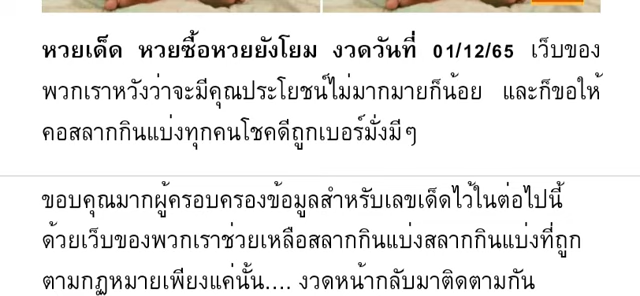 หวยเด็ด หวยซื้อหวยยังโยม งวดวันที่ 01/12/65 เว็บของ
พวกเราหวังว่าจะมีคุณประโยชน์ไม่มากมายก็น้อย และก็ขอให้
คอสลากกินแบ่งทุกคนโชคดีถูกเบอร์มั่งมีๆ
ขอบคุณมากผู้ครอบครองข้อมูลสำหรับเลขเด็ดไว้ในต่อไปนี้
ด้วยเว็บของพวกเราช่วยเหลือสลากกินแบ่งสลากกินแบ่งที่ถูก
ตามกฏหมายเพียงแค่นั้น.... งวดหน้ากลับมาติดตามกัน